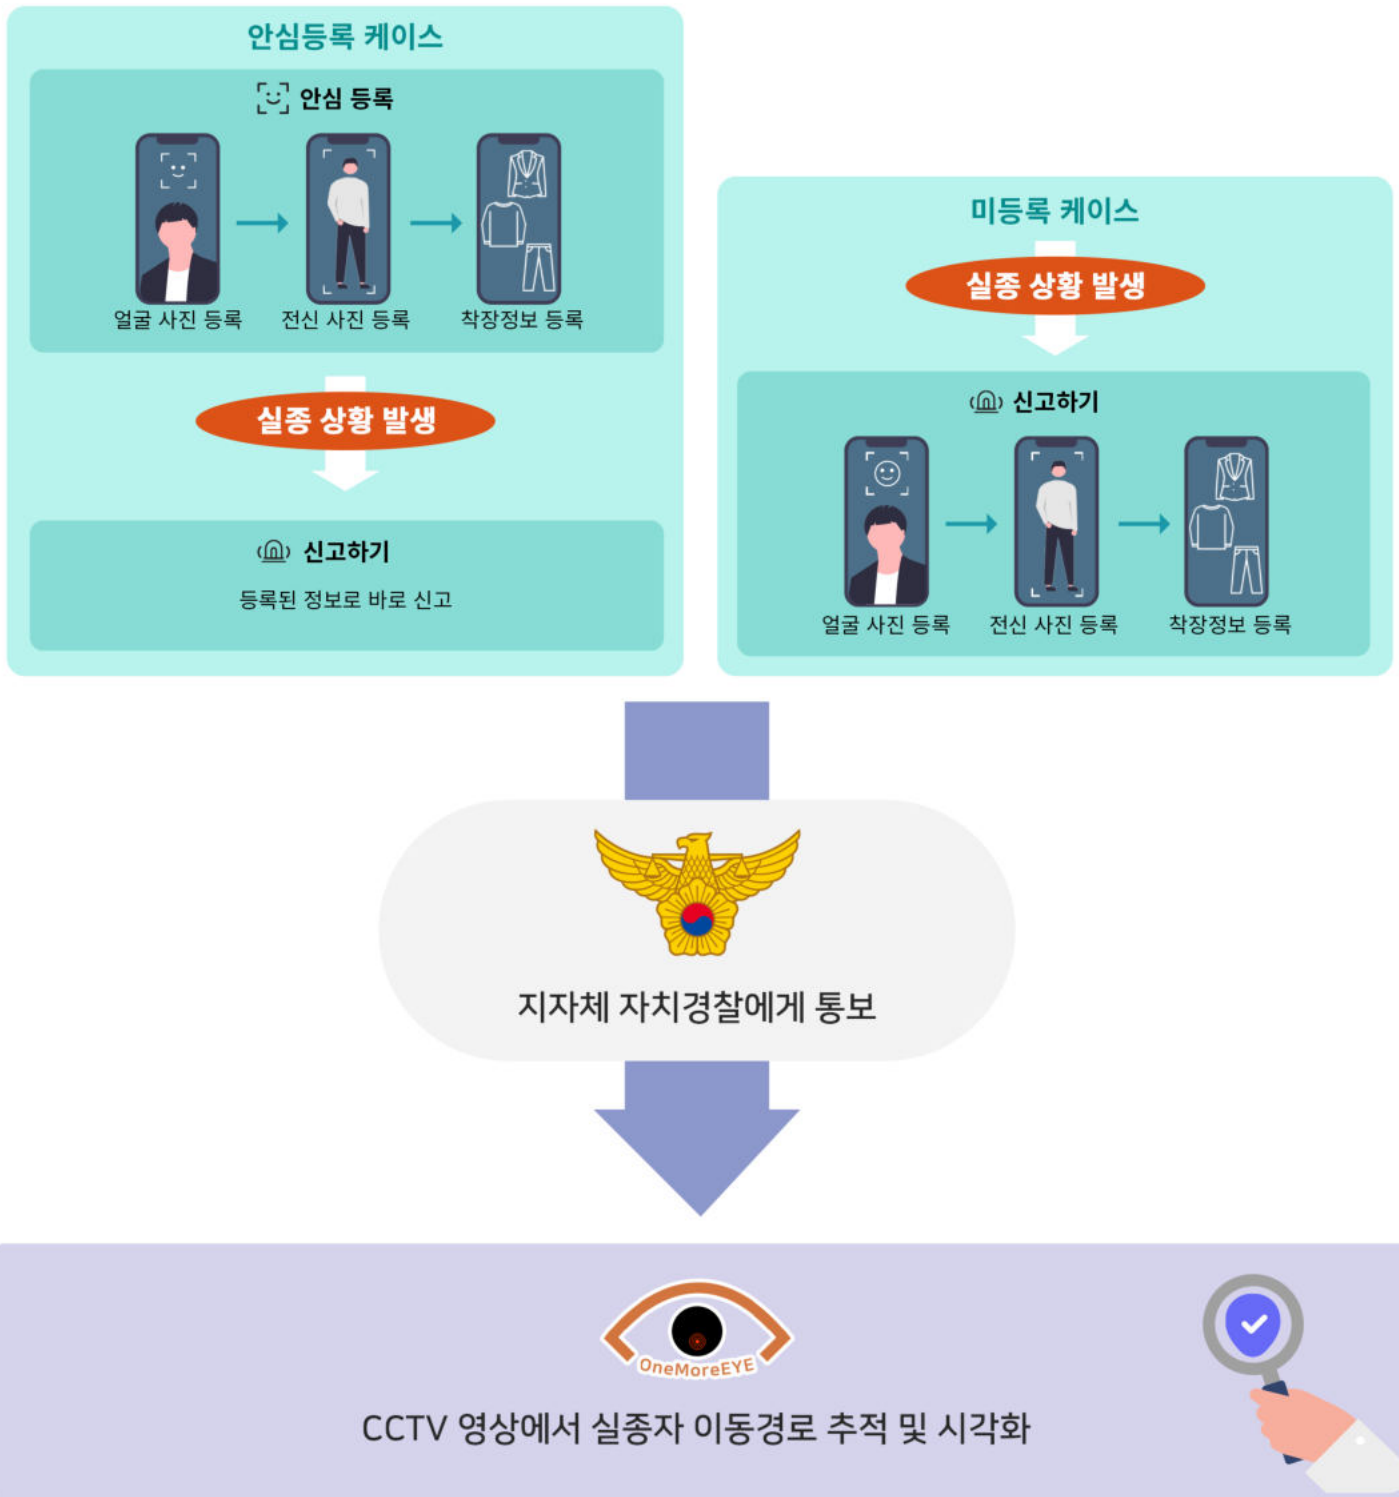 안심등록 케이스
안심 등록
얼굴 사진 등록
전신 사진 등록
착장정보 등록
실종 상황 발생
신고하기
등록된 정보로 바로 신고
미등록 케이스
실종 상황 발생
신고하기
얼굴 사진 등록
전신 사진 등록
착장정보 등록
지자체 자치경찰에게 통보
OneMoreEYE
CCTV 영상에서 실종자 이동경로 추적 및 시각화